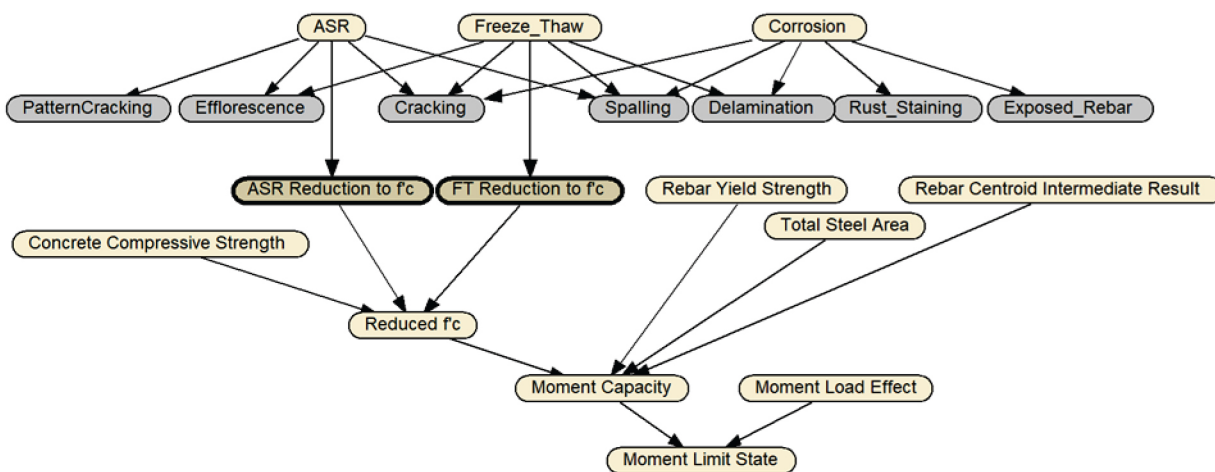 ASR
Freeze_Thaw
Corrosion
PatternCracking
Efflorescence
Cracking
Spalling
Delamination
Rust_Staining
Exposed_Rebar
ASR Reduction to f'c
FT Reduction to f'c
Rebar Yield Strength
Rebar Centroid Intermediate Result
Total Steel Area
Concrete Compressive Strength
Reduced f'c
Moment Capacity
Moment Load Effect
Moment Limit State